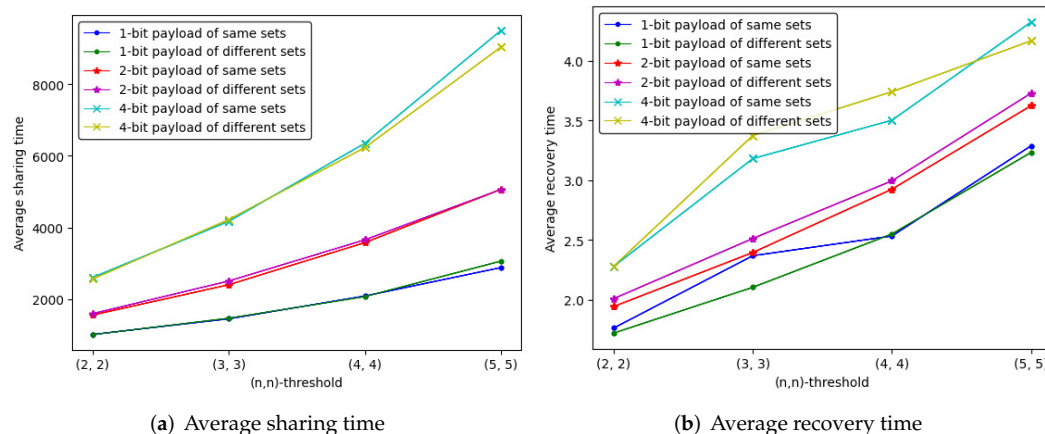 1-bit payload of same sets
1-bit payload of different sets
2-bit payload of same sets
2-bit payload of different sets
4-bit payload of same sets
4-bit payload of different sets
8000
6000
4000
2000
Average sharing time
(2, 2)
(3, 3)
(4, 4)
(5, 5)
(n,n)-threshold
(a) Average sharing time
1-bit payload of same sets
1-bit payload of different sets
2-bit payload of same sets
2-bit payload of different sets
4-bit payload of same sets
4-bit payload of different sets
4.0
3.5
3.0
2.5
2.0
Average recovery time
(2, 2)
(3, 3)
(4, 4)
(5, 5)
(n,n)-threshold
(b) Average recovery time